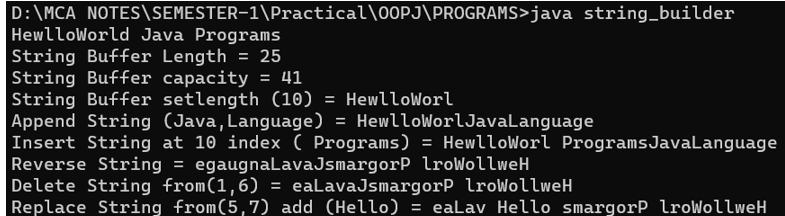 D:\MCA NOTES\SEMESTER-1\Practical\OOPJ\PROGRAMS>java string_builder
HewlloWorld Java Programs
String Buffer Length = 25
String Buffer capacity = 41
String Buffer setlength (10) = HewlloWorl
Append String (Java,Language) = HewlloWorlJavaLanguage
Insert String at 10 index ( Programs) = HewlloWorl ProgramsJavaLanguage
Reverse String = egaugnaLavaJsmargorP lroWollweH
Delete String from(1,6) = eaLavaJsmargorP lroWollweH
Replace String from(5,7) add (Hello) = eaLav Hello smargorP lroWollweH